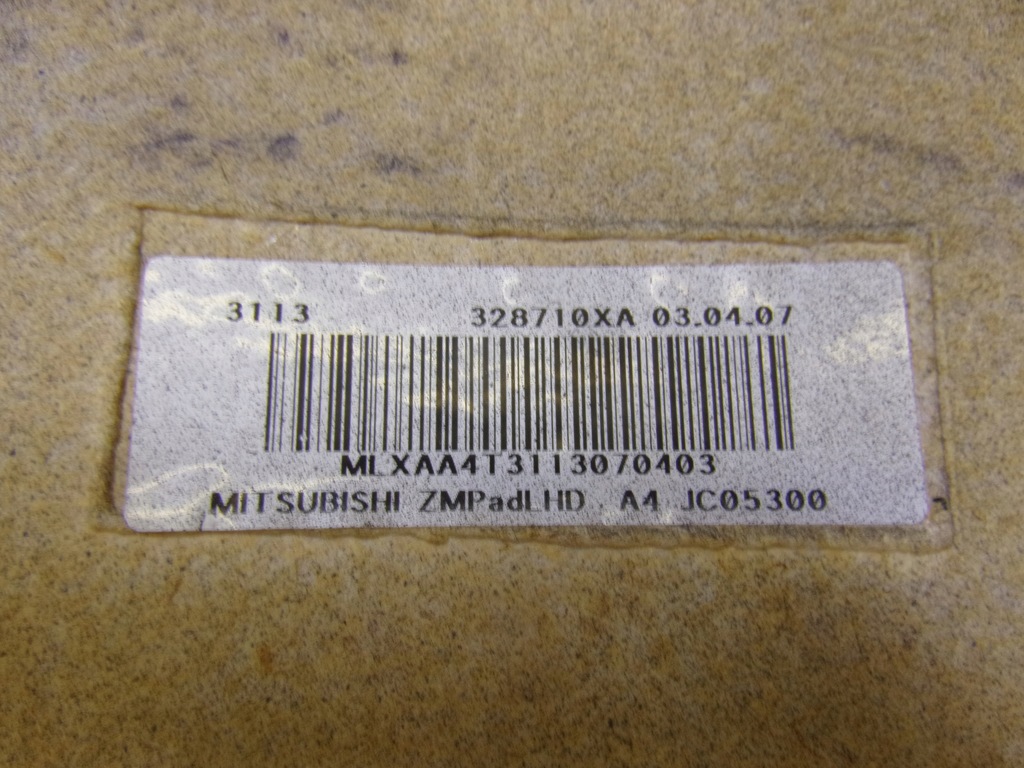 3113 328710XA 03.04.07
MLXAA4T3113070403
MITSUBISHI ZMPadLHD A4 JC05300